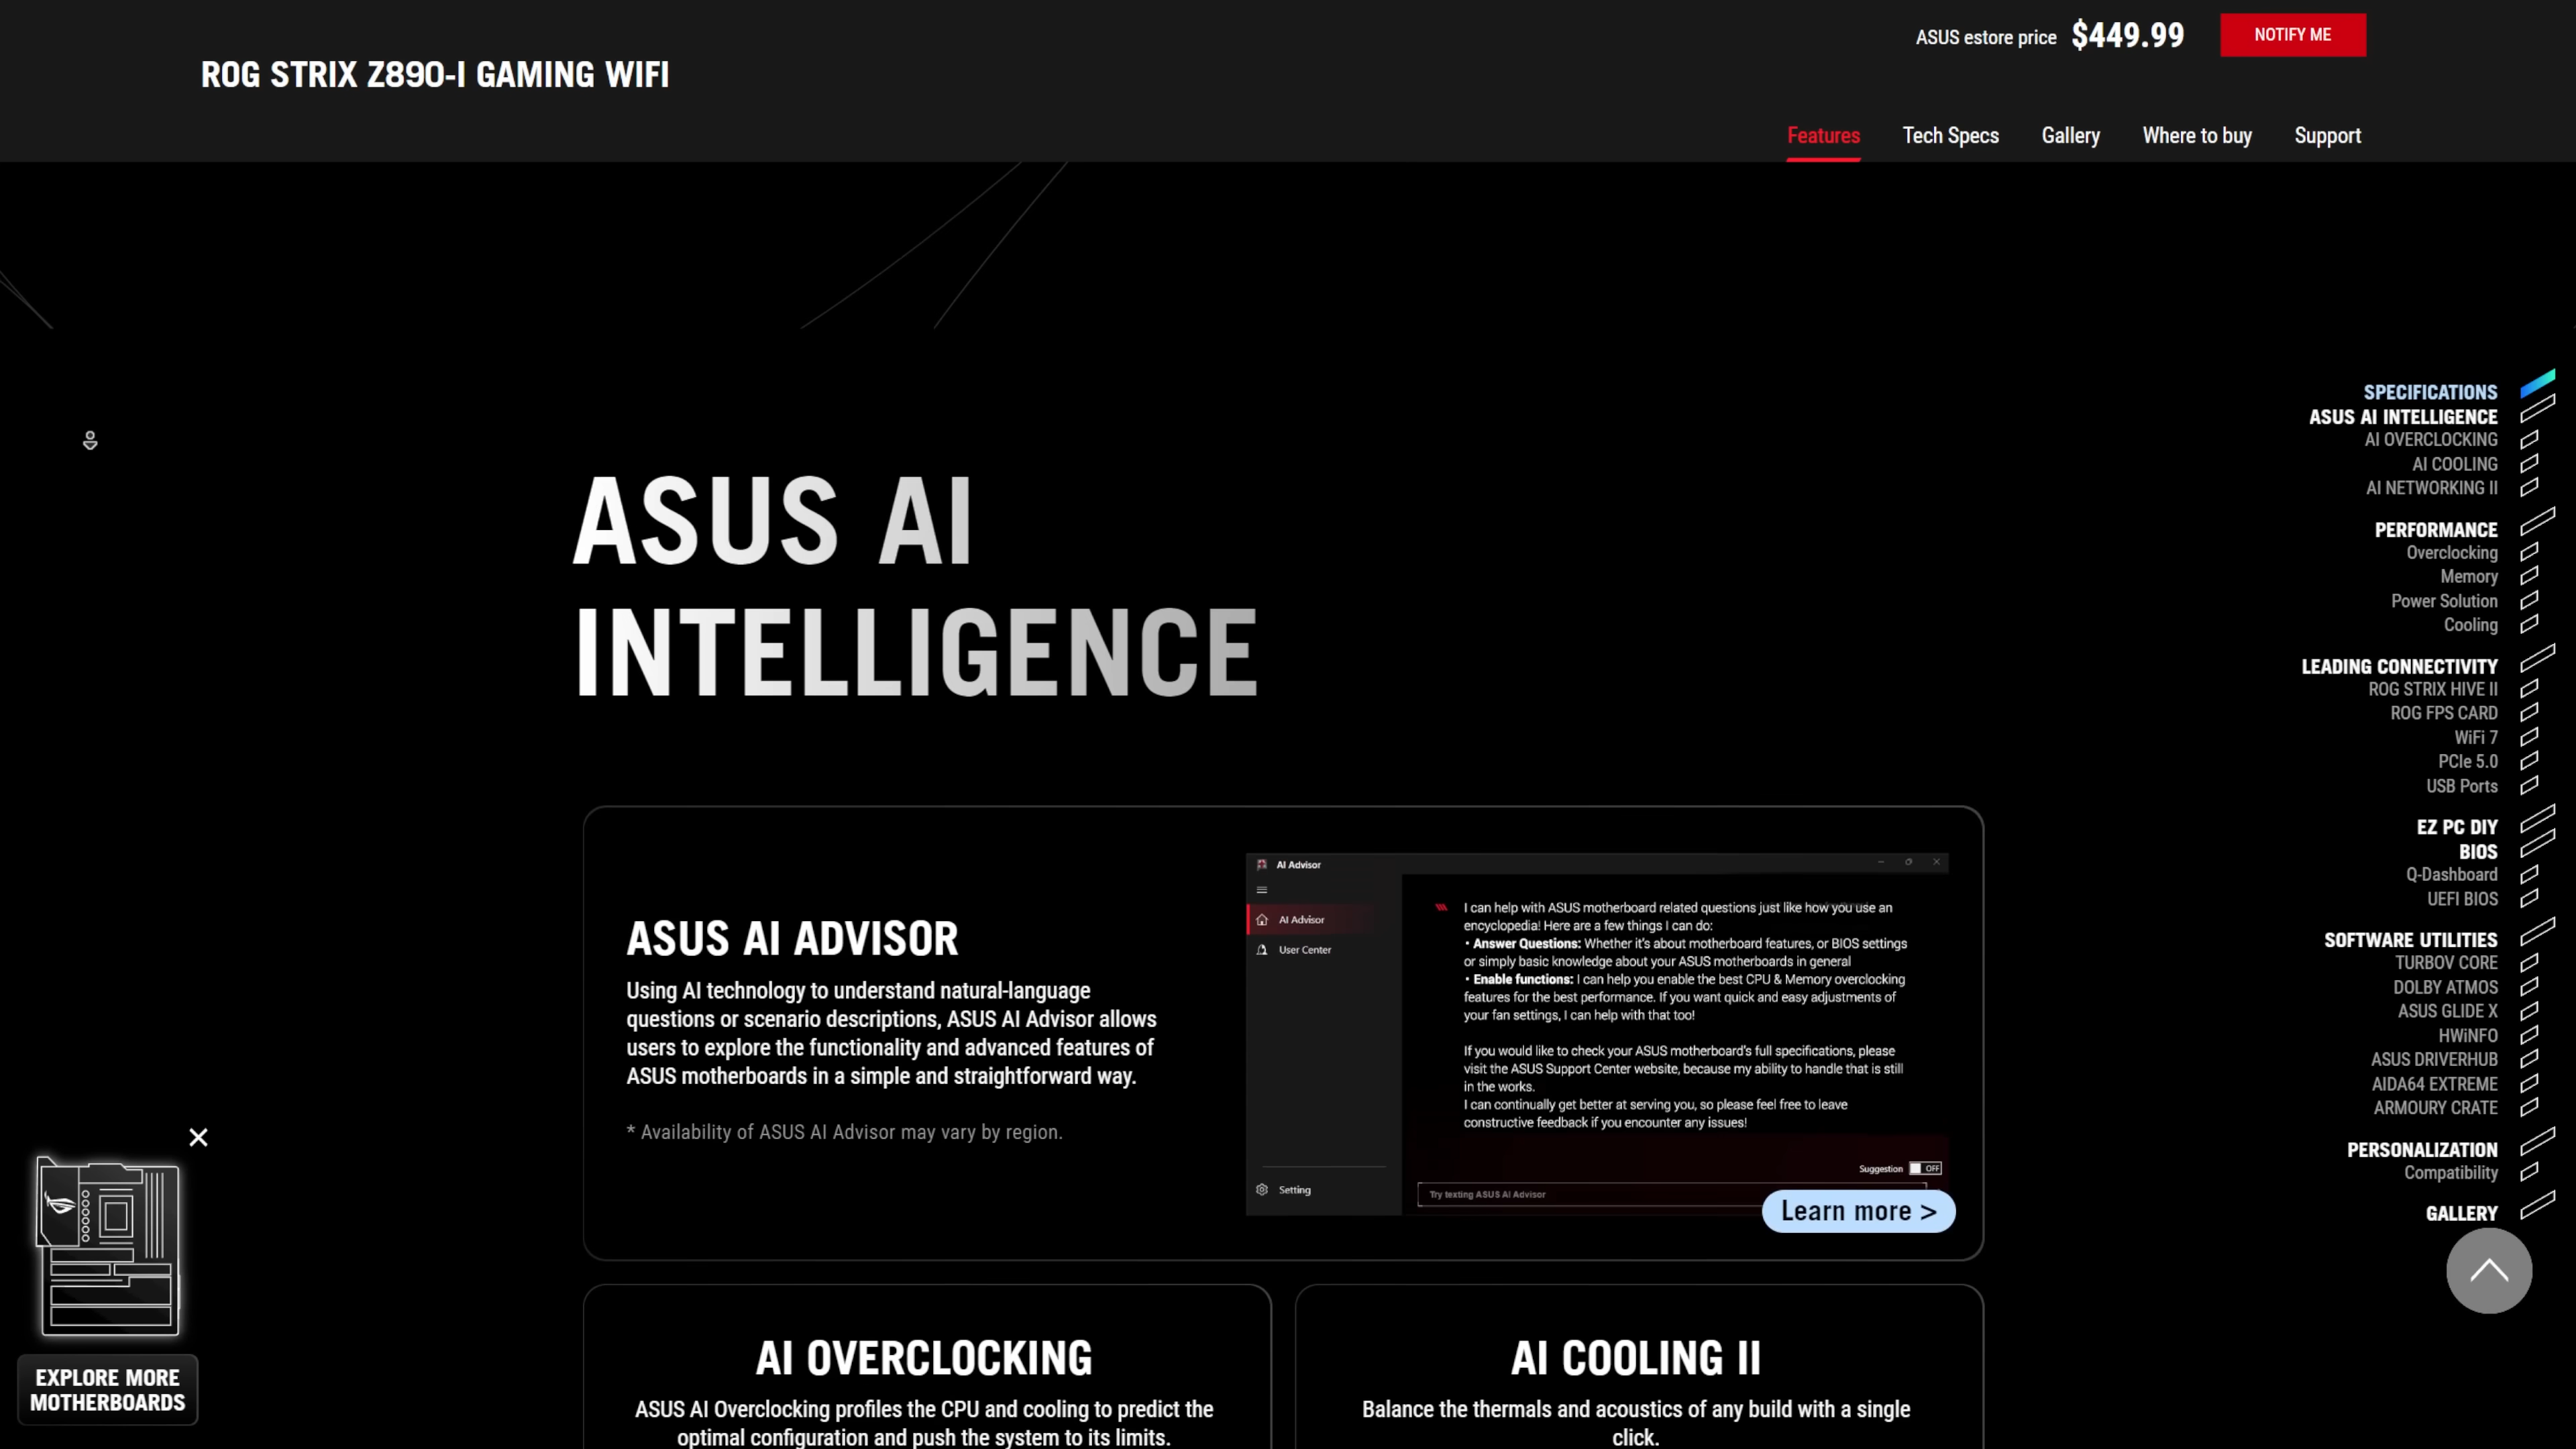 ASUS estore price $449.99 NOTIFY ME
ROG STRIX Z890-I GAMING WIFI
Features Tech Specs Gallery Where to buy Support
ASUS AI
INTELLIGENCE
ASUS AI ADVISOR
Using AI technology to understand natural-language
questions or scenario descriptions, ASUS AI Advisor allows
users to explore the functionality and advanced features of
ASUS motherboards in a simple and straightforward way.
* Availability of ASUS AI Advisor may vary by region.
AI Advisor
AI Advisor
User Center
Setting
I can help with ASUS motherboard related questions just like how you use an
encyclopedia! Here are a few things I can do:
• Answer Questions: Whether it's about motherboard features, or BIOS settings
or simply basic knowledge about your ASUS motherboards in general
• Enable functions: I can help you enable the best CPU & Memory overclocking
features for the best performance. If you want quick and easy adjustments of
your fan settings, I can help with that too!
If you would like to check your ASUS motherboard's full specifications, please
visit the ASUS Support Center website, because my ability to handle that is still
in the works.
I can continually get better at serving you, so please feel free to leave
constructive feedback if you encounter any issues!
Suggestion OFF
Try texting ASUS AI Advisor
Learn more >
AI OVERCLOCKING
ASUS AI Overclocking profiles the CPU and cooling to predict the
optimal configuration and push the system to its limits.
AI COOLING II
Balance the thermals and acoustics of any build with a single
click.
SPECIFICATIONS
ASUS AI INTELLIGENCE
AI OVERCLOCKING
AI COOLING
AI NETWORKING II
PERFORMANCE
Overclocking
Memory
Power Solution
Cooling
LEADING CONNECTIVITY
ROG STRIX HIVE II
ROG FPS CARD
WiFi 7
PCIe 5.0
USB Ports
EZ PC DIY
BIOS
Q-Dashboard
UEFI BIOS
SOFTWARE UTILITIES
TURBOV CORE
DOLBY ATMOS
ASUS GLIDE X
HWiNFO
ASUS DRIVERHUB
AIDA64 EXTREME
ARMOURY CRATE
PERSONALIZATION
Compatibility
GALLERY
EXPLORE MORE
MOTHERBOARDS